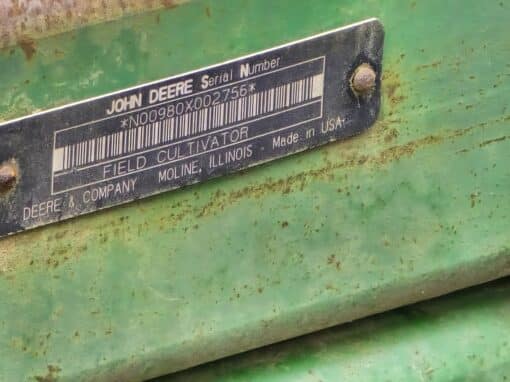 JOHN DEERE Serial Number
*N00980X002756*
FIELD CULTIVATOR
DEERE & COMPANY MOLINE, ILLINOIS Made in USA